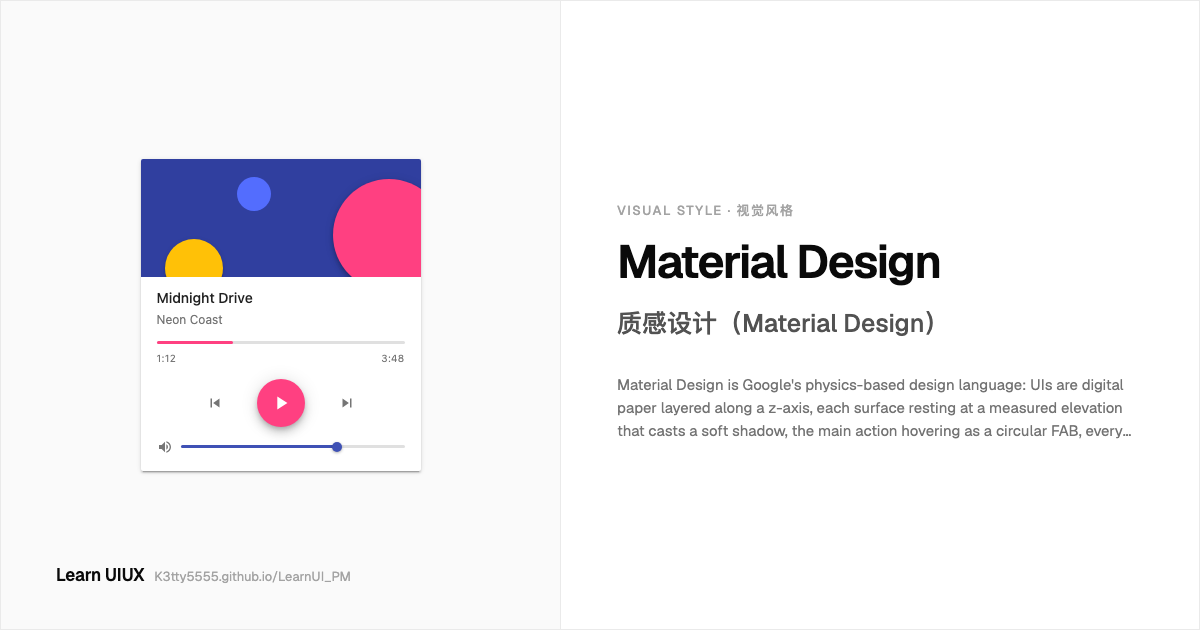 Midnight Drive
Neon Coast
1:12 3:48
Learn UIUX K3tty5555.github.io/LearnUI_PM
VISUAL STYLE · 视觉风格
Material Design
质感设计（Material Design）
Material Design is Google's physics-based design language: UIs are digital
paper layered along a z-axis, each surface resting at a measured elevation
that casts a soft shadow, the main action hovering as a circular FAB, every…